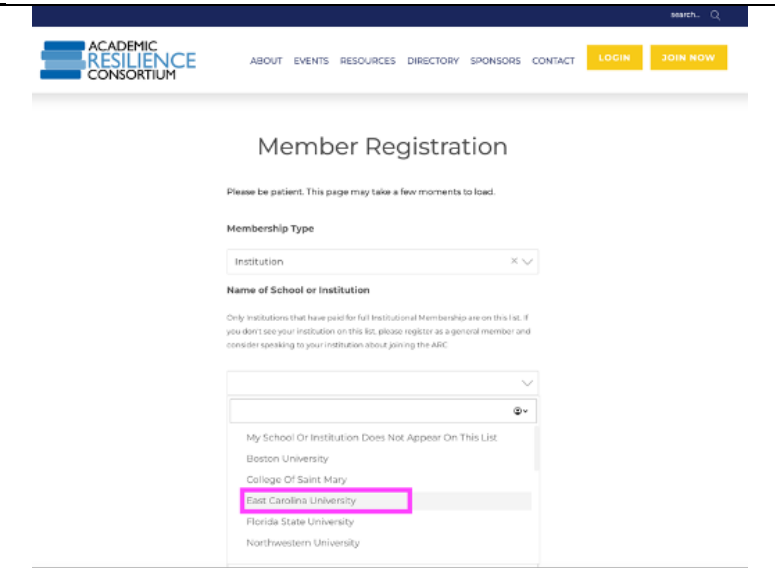 search...
ACADEMIC
RESILIENCE
CONSORTIUM
ABOUT EVENTS RESOURCES DIRECTORY SPONSORS CONTACT LOGIN JOIN NOW
Member Registration
Please be patient. This page may take a few moments to load.
Membership Type
Institution
Name of School or Institution
Only Institutions that have paid for full Institutional Membership are on this list. If
you don't see your institution on this list, please register as a general member and
consider speaking to your institution about joining the ARC
My School Or Institution Does Not Appear On This List
Boston University
College Of Saint Mary
East Carolina University
Florida State University
Northwestern University